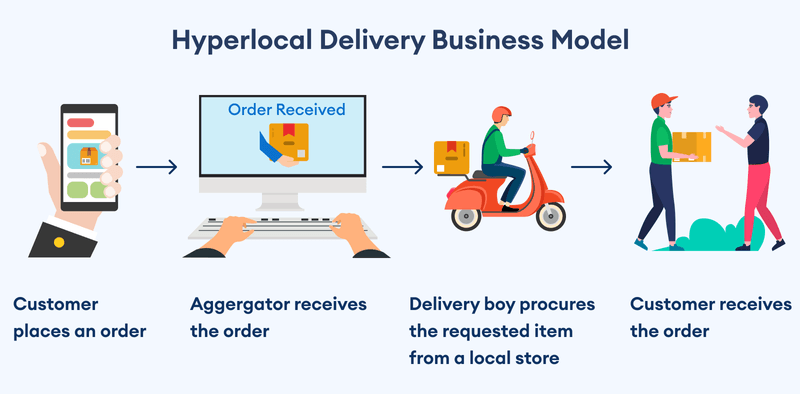 Hyperlocal Delivery Business Model
Order Received
Customer
places an order
Aggergator receives
the order
Delivery boy procures
the requested item
from a local store
Customer receives
the order